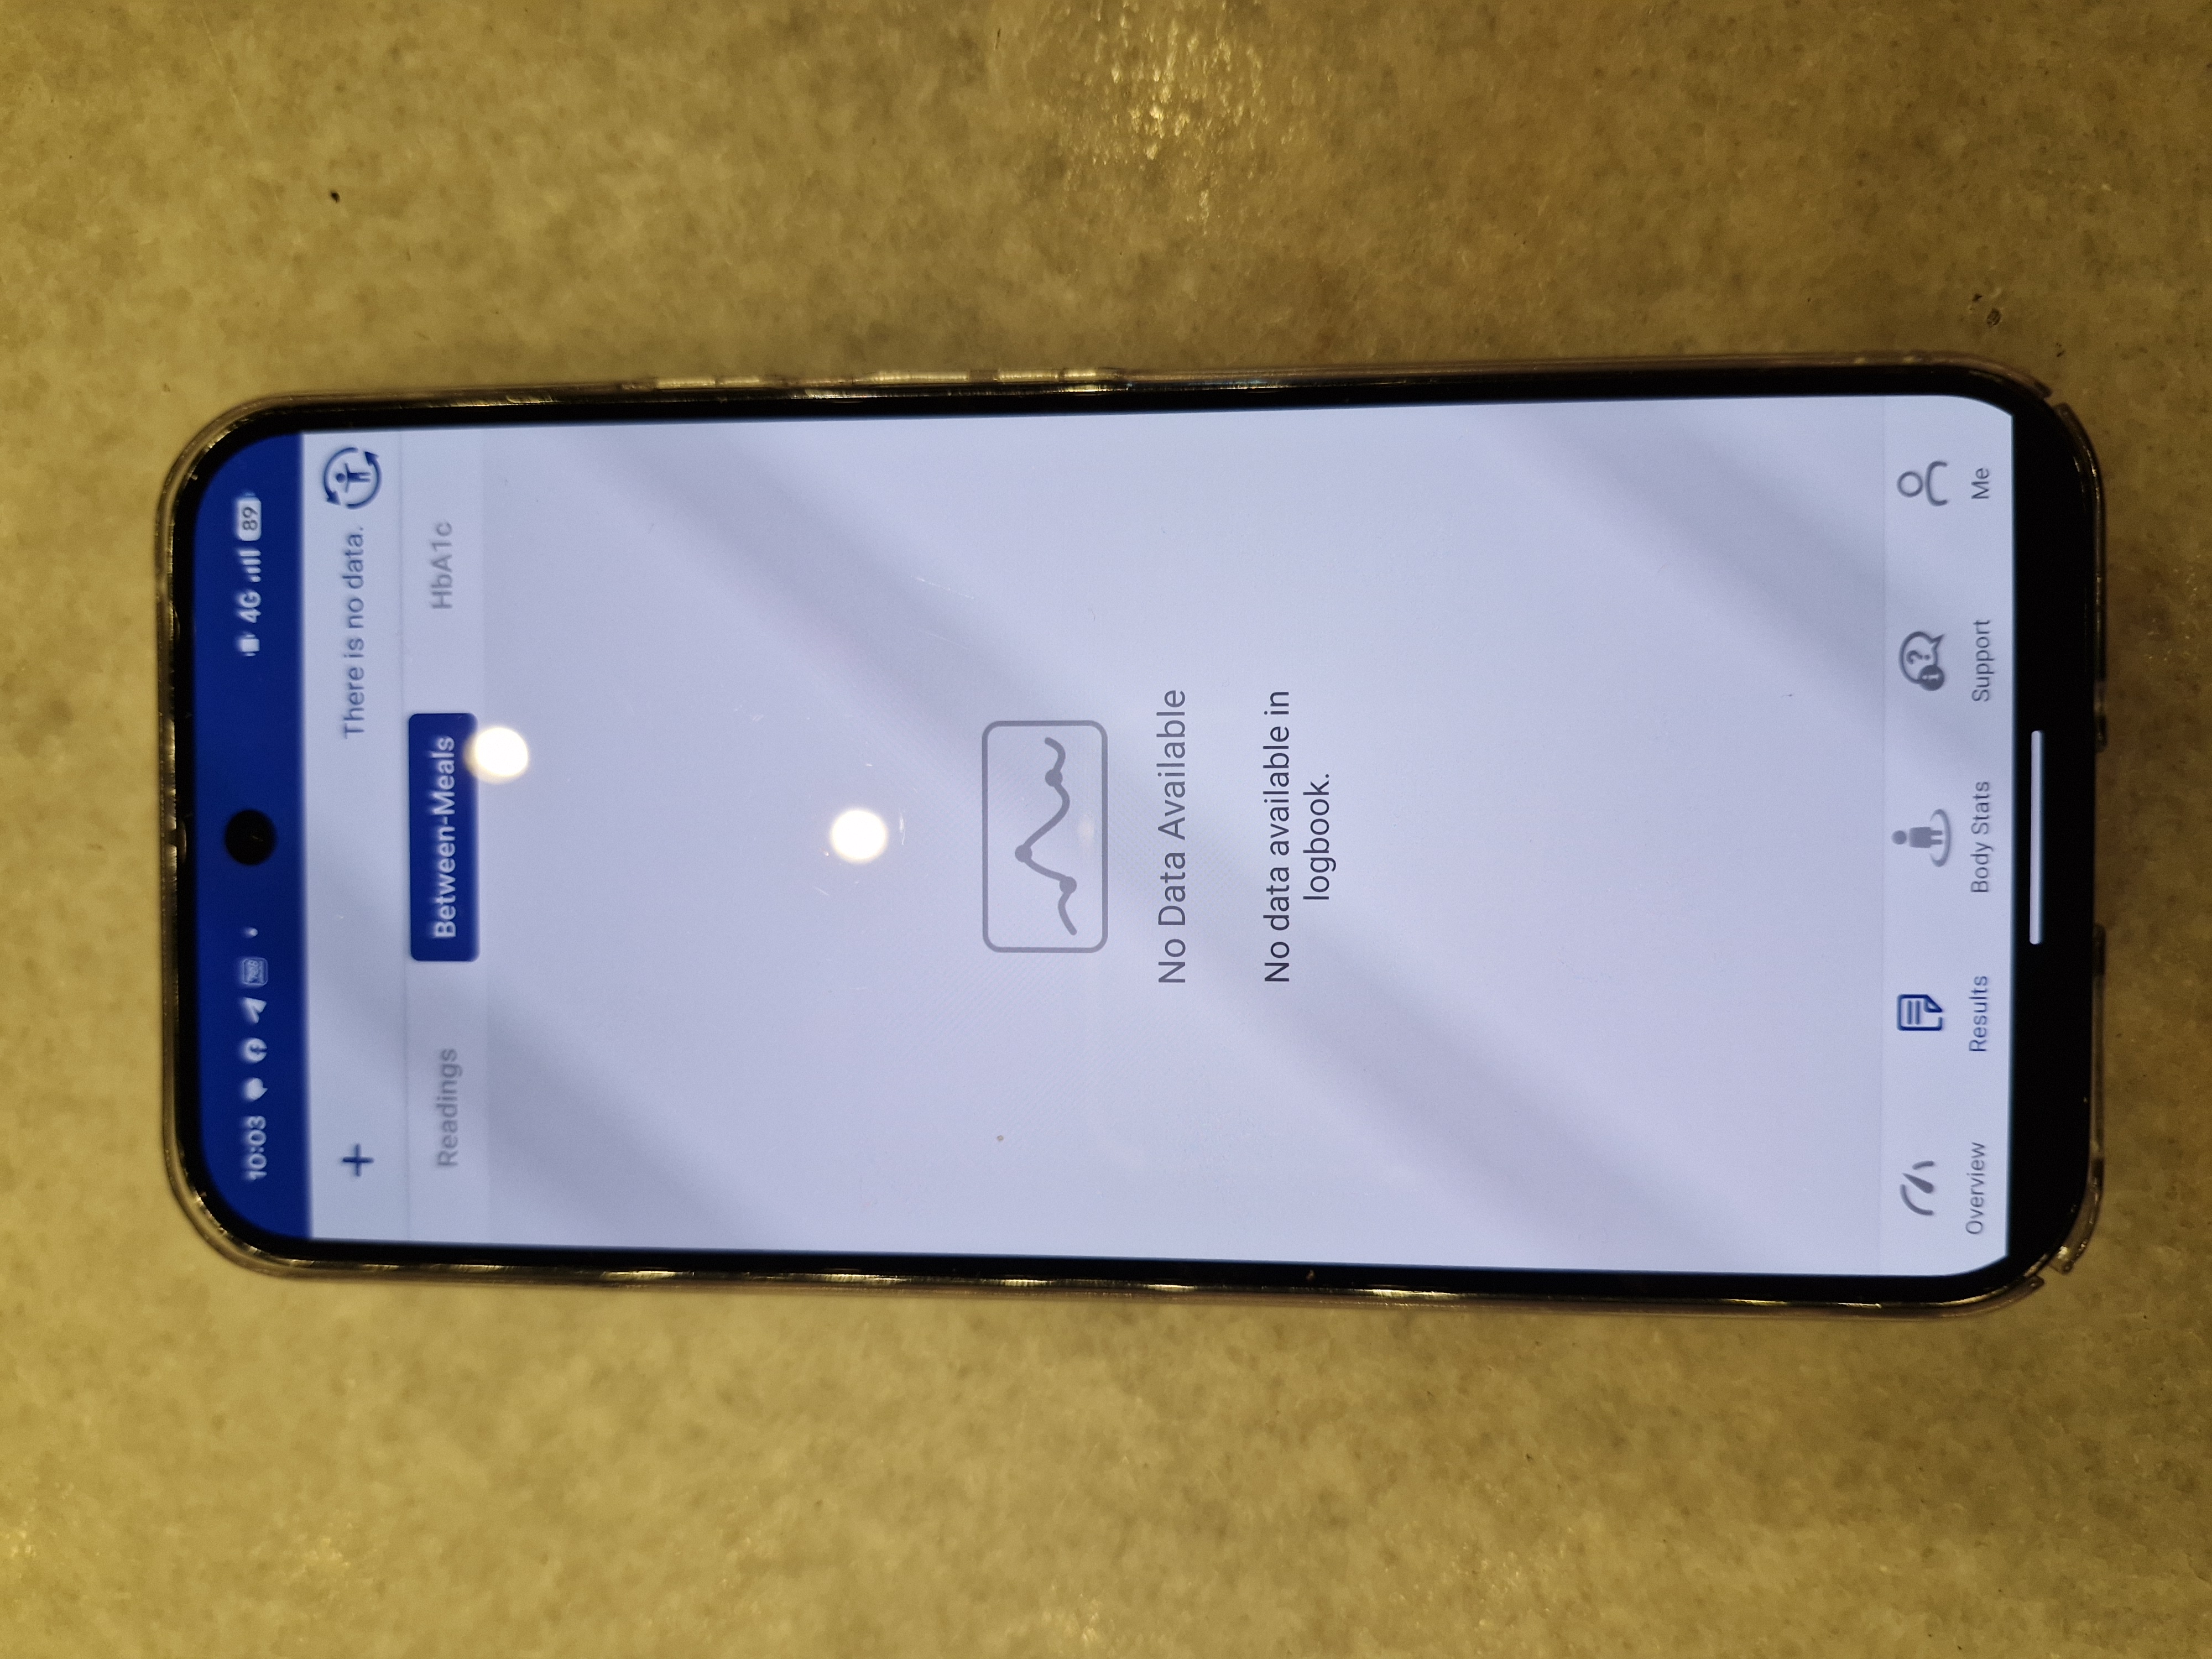 10:03
4G 89
There is no data.
Readings Between-Meals HbA1c
No Data Available
No data available in
logbook.
Overview Results Body Stats Support Me